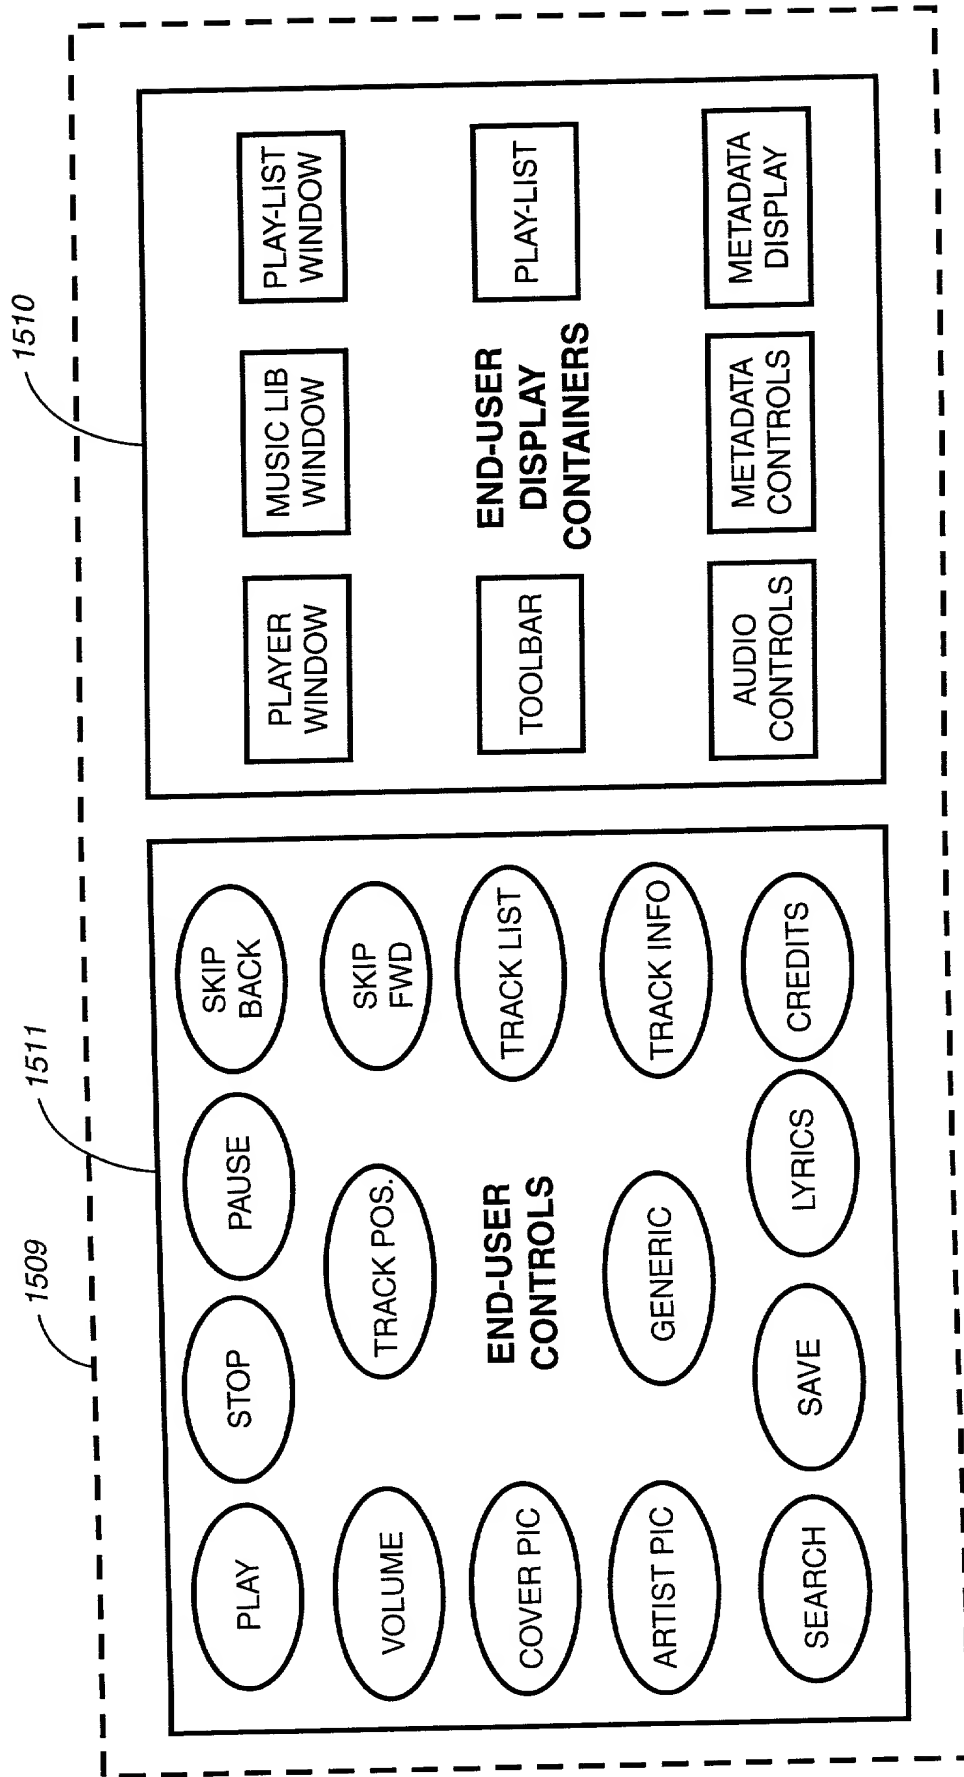 1509
1511
1510
PLAY
STOP
PAUSE
SKIP
BACK
VOLUME
TRACK POS.
SKIP
FWD
COVER PIC
END-USER
CONTROLS
TRACK LIST
ARTIST PIC
GENERIC
TRACK INFO
SEARCH
SAVE
LYRICS
CREDITS
PLAYER
WINDOW
MUSIC LIB
WINDOW
PLAY-LIST
WINDOW
TOOLBAR
END-USER
DISPLAY
CONTAINERS
PLAY-LIST
AUDIO
CONTROLS
METADATA
CONTROLS
METADATA
DISPLAY